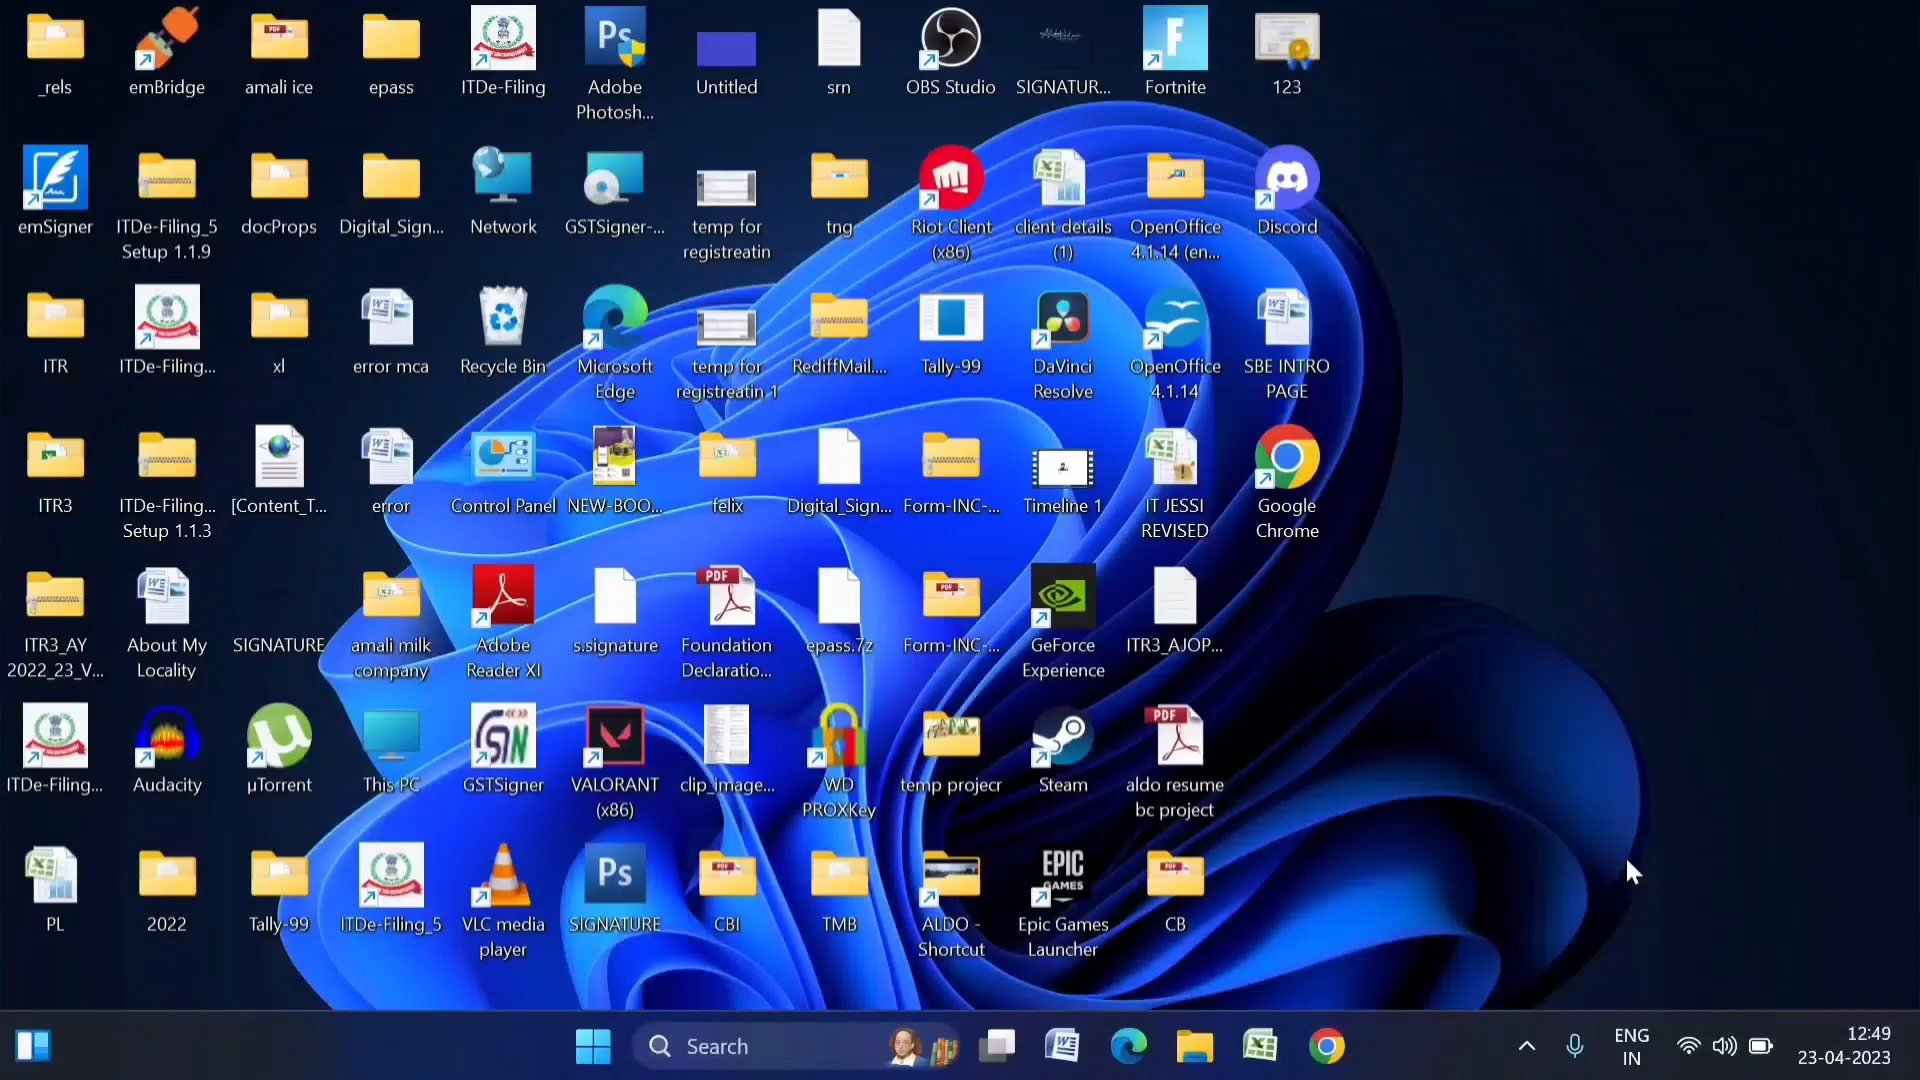 _rels
emBridge
amali ice
epass
ITDe-Filing
Adobe
Photosh...
Untitled
srn
OBS Studio
SIGNATUR...
Fortnite
123
emSigner
ITDe-Filing_5
Setup 1.1.9
docProps
Digital_Sign...
Network
GSTSigner-...
temp for
registreatin
tng
Riot Client
(x86)
client details
(1)
OpenOffice
4.1.14 (en...
Discord
ITR
ITDe-Filing...
xl
error mca
Recycle Bin
Microsoft
Edge
temp for
registreatin 1
RediffMail....
Tally-99
DaVinci
Resolve
OpenOffice
4.1.14
SBE INTRO
PAGE
ITR3
ITDe-Filing...
Setup 1.1.3
[Content_T...
error
Control Panel
NEW-BOO...
felix
Digital_Sign...
Form-INC-...
Timeline 1
IT JESSI
REVISED
Google
Chrome
ITR3_AY
2022_23_V...
About My
Locality
SIGNATURE
amali milk
company
Adobe
Reader XI
s.signature
Foundation
Declaratio...
epass.7z
Form-INC-...
GeForce
Experience
ITR3_AJOP...
ITDe-Filing...
Audacity
µTorrent
This PC
GSTSigner
VALORANT
(x86)
clip_image...
WD
PROXKey
temp projecr
Steam
aldo resume
bc project
PL
2022
Tally-99
ITDe-Filing_5
VLC media
player
SIGNATURE
CBI
TMB
ALDO -
Shortcut
EPIC
GAMES
Epic Games
Launcher
CB
Search
ENG
IN
12:49
23-04-2023